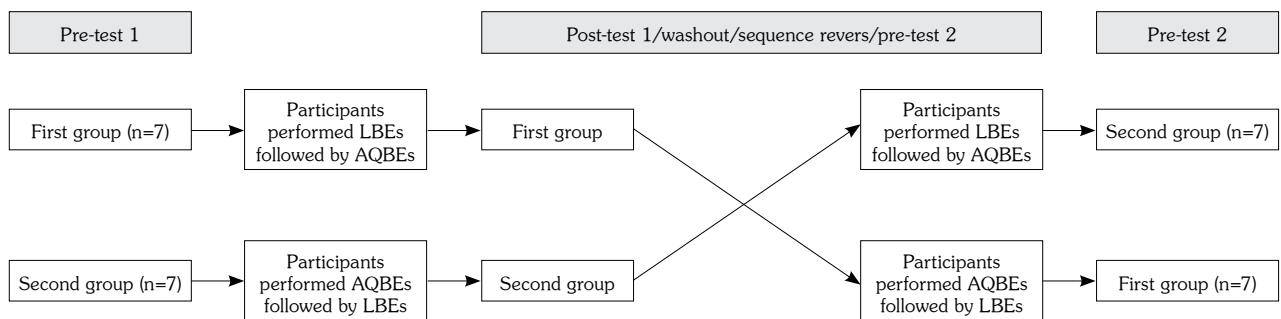 Pre-test 1
Post-test 1/washout/sequence revers/pre-test 2
Pre-test 2
First group (n=7)
Participants
performed LBEs
followed by AQBEs
First group
Participants
performed LBEs
followed by AQBEs
Second group (n=7)
Second group (n=7)
Participants
performed AQBEs
followed by LBEs
Second group
Participants
performed AQBEs
followed by LBEs
First group (n=7)